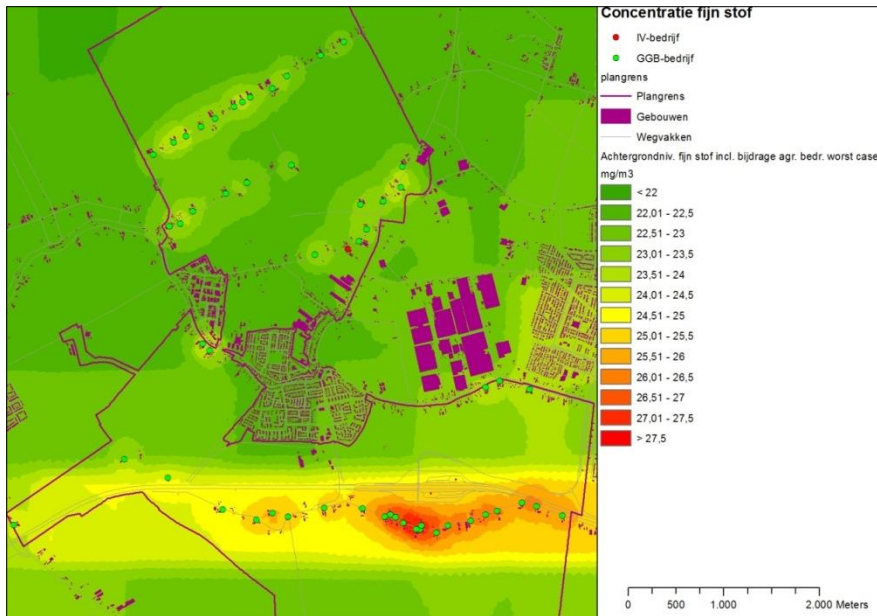 Concentratie fijn stof
IV-bedrijf
GGB-bedrijf
plangrens
Plangrens
Gebouwen
Wegvakken
Achtergrondniv. fijn stof incl. bijdrage agr. bedr. worst case
mg/m3
< 22
22,01 - 22,5
22,51 - 23
23,01 - 23,5
23,51 - 24
24,01 - 24,5
24,51 - 25
25,01 - 25,5
25,51 - 26
26,01 - 26,5
26,51 - 27
27,01 - 27,5
> 27,5
0 500 1.000 2.000 Meters